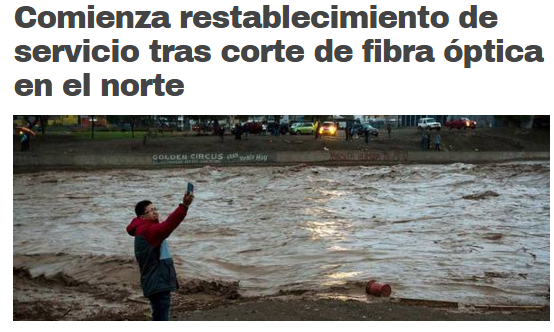 Comienza restablecimiento de
servicio tras corte de fibra óptica
en el norte
GOLDEN CIRCUS